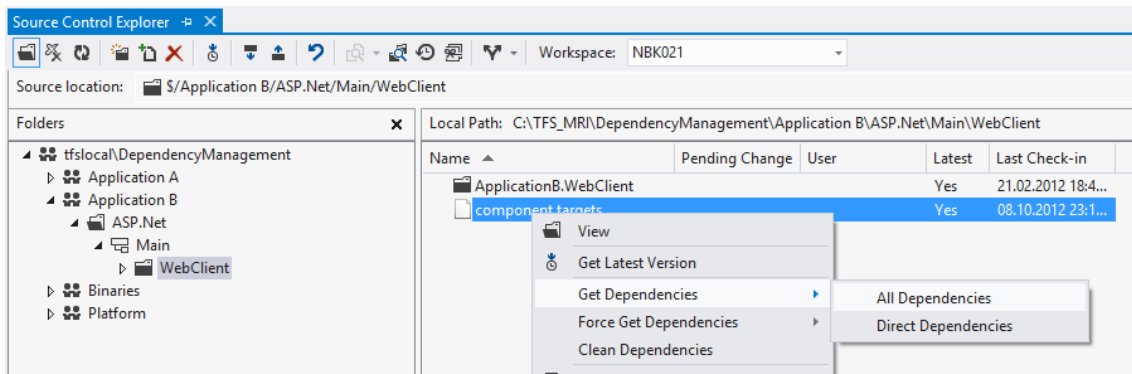 Source Control Explorer
Workspace: NBK021
Source location: $/Application B/ASP.Net/Main/WebClient
Folders
Local Path: C:\TFS_MRI\DependencyManagement\Application B\ASP.Net\Main\WebClient
tfslocal\DependencyManagement
Application A
Application B
ASP.Net
Main
WebClient
Binaries
Platform
Name Pending Change User Latest Last Check-in
ApplicationB.WebClient Yes 21.02.2012 18:4...
component.targets Yes 08.10.2012 23:1...
View
Get Latest Version
Get Dependencies
Force Get Dependencies
Clean Dependencies
All Dependencies
Direct Dependencies